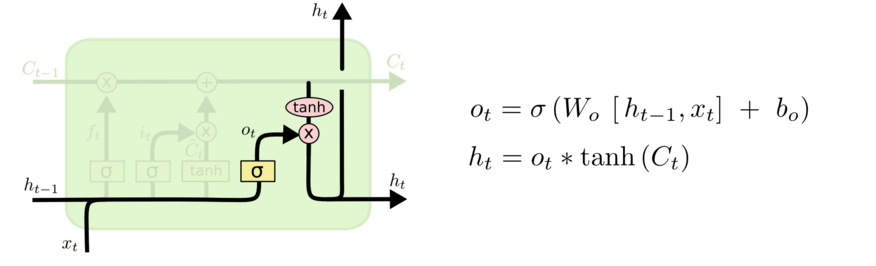 h_t
C_{t-1}
C_t
x
+
tanh
f_t
i_t
o_t
x
x
C̃_t
σ
σ
tanh
σ
h_{t-1}
h_t
x_t
o_t = σ (W_o [h_{t-1}, x_t] + b_o)
h_t = o_t * tanh (C_t)